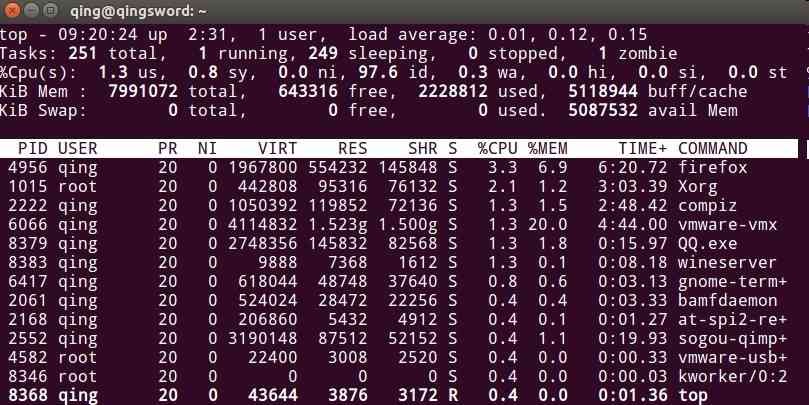 qing@qingsword: ~
top - 09:20:24 up  2:31,  1 user,  load average: 0.01, 0.12, 0.15
Tasks: 251 total,   1 running, 249 sleeping,   0 stopped,   1 zombie
%Cpu(s):  1.3 us,  0.8 sy,  0.0 ni, 97.6 id,  0.3 wa,  0.0 hi,  0.0 si,  0.0 st
KiB Mem :  7991072 total,   643316 free,  2228812 used,  5118944 buff/cache
KiB Swap:        0 total,        0 free,        0 used.  5087532 avail Mem
PID USER      PR  NI    VIRT    RES    SHR S  %CPU %MEM     TIME+ COMMAND
4956 qing      20   0 1967800 554232 145848 S   3.3  6.9   6:20.72 firefox
1015 root      20   0  442808  95316  76132 S   2.1  1.2   3:03.39 Xorg
2222 qing      20   0 1050392 119852  72136 S   1.3  1.5   2:48.42 compiz
6066 qing      20   0 4114832 1.523g 1.500g S   1.3 20.0   4:44.00 vmware-vmx
8379 qing      20   0 2748356 145832  82568 S   1.3  1.8   0:15.97 QQ.exe
8383 qing      20   0    9888   7368   1612 S   1.3  0.1   0:08.18 wineserver
6417 qing      20   0  618044  48748  37640 S   0.8  0.6   0:03.13 gnome-term+
2061 qing      20   0  524024  28472  22256 S   0.4  0.4   0:03.33 bamfdaemon
2168 qing      20   0  206860   5432   4912 S   0.4  0.1   0:01.27 at-spi2-re+
2552 qing      20   0 3190148  87512  52152 S   0.4  1.1   0:19.93 sogou-qimp+
4582 root      20   0   22400   3008   2520 S   0.4  0.0   0:00.33 vmware-usb+
8346 root      20   0       0      0      0 S   0.4  0.0   0:00.03 kworker/0:2
8368 qing      20   0   43644   3876   3172 R   0.4  0.0   0:01.36 top